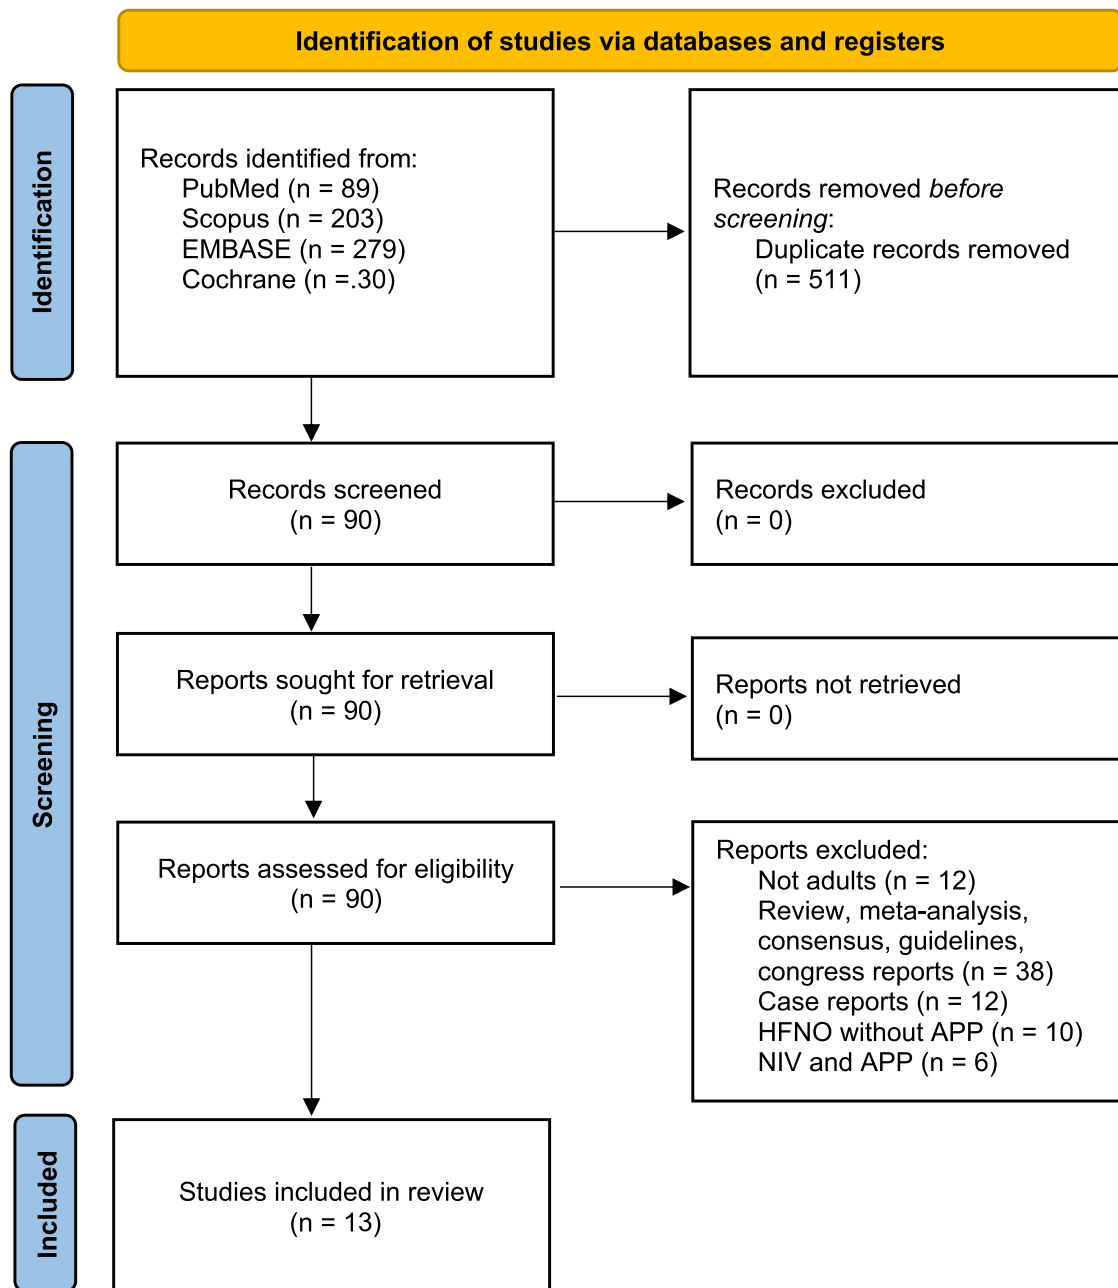 Identification of studies via databases and registers
Identification
Records identified from:
PubMed (n = 89)
Scopus (n = 203)
EMBASE (n = 279)
Cochrane (n =.30)
Records removed before
screening:
Duplicate records removed
(n = 511)
Screening
Records screened
(n = 90)
Records excluded
(n = 0)
Reports sought for retrieval
(n = 90)
Reports not retrieved
(n = 0)
Reports assessed for eligibility
(n = 90)
Reports excluded:
Not adults (n = 12)
Review, meta-analysis,
consensus, guidelines,
congress reports (n = 38)
Case reports (n = 12)
HFNO without APP (n = 10)
NIV and APP (n = 6)
Included
Studies included in review
(n = 13)